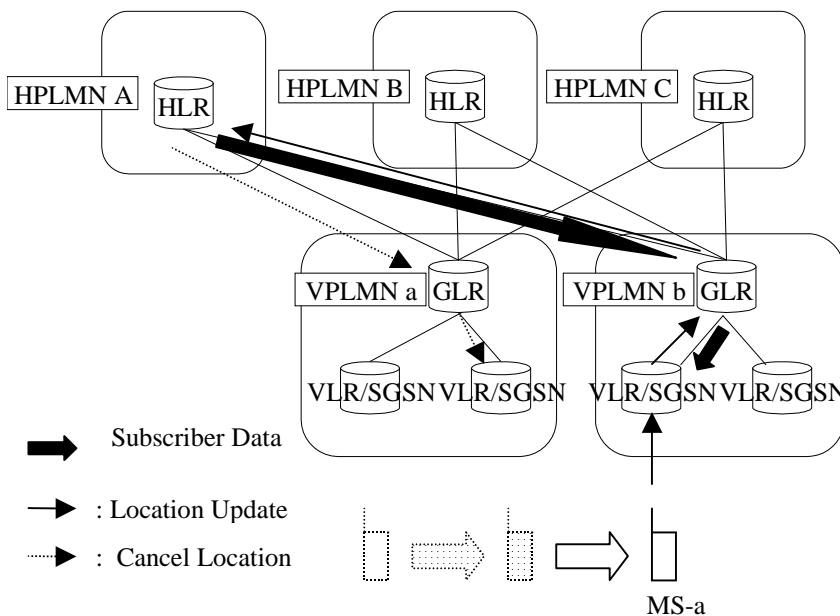 HPLMN A
HLR
HPLMN B
HLR
HPLMN C
HLR
VPLMN a
GLR
VPLMN b
GLR
VLR/SGSN
VLR/SGSN
VLR/SGSN
VLR/SGSN
Subscriber Data
: Location Update
: Cancel Location
MS-a